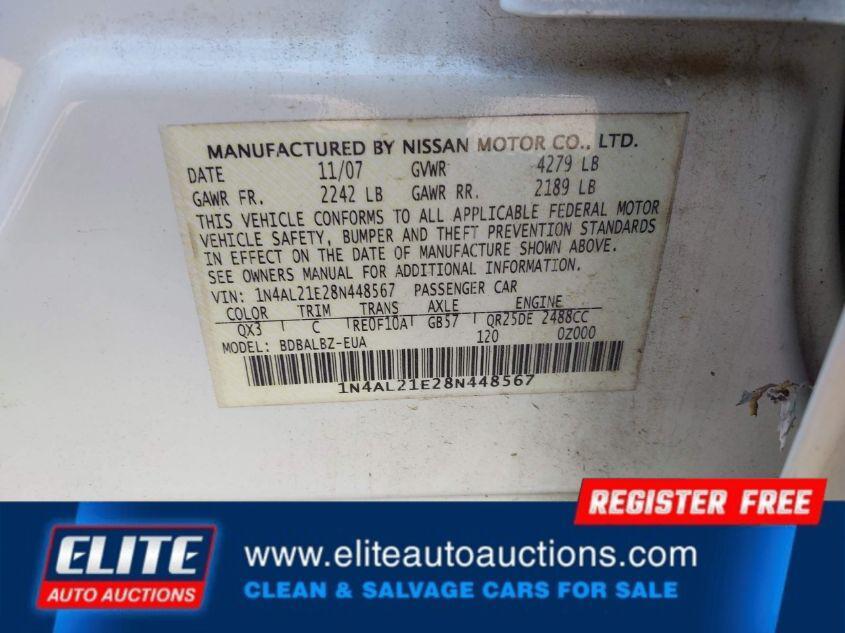 MANUFACTURED BY NISSAN MOTOR CO., LTD.
DATE 11/07 GVWR 4279 LB
GAWR FR. 2242 LB GAWR RR. 2189 LB
THIS VEHICLE CONFORMS TO ALL APPLICABLE FEDERAL MOTOR
VEHICLE SAFETY, BUMPER AND THEFT PREVENTION STANDARDS
IN EFFECT ON THE DATE OF MANUFACTURE SHOWN ABOVE.
SEE OWNERS MANUAL FOR ADDITIONAL INFORMATION.
VIN: 1N4AL21E28N448567 PASSENGER CAR
COLOR TRIM TRANS AXLE ENGINE
QX3 C RE0F10A GB57 QR25DE 2488CC
MODEL: BDBALBZ-EUA 120 0Z000
1N4AL21E28N448567
REGISTER FREE
ELITE
AUTO AUCTIONS
www.eliteautoauctions.com
CLEAN & SALVAGE CARS FOR SALE